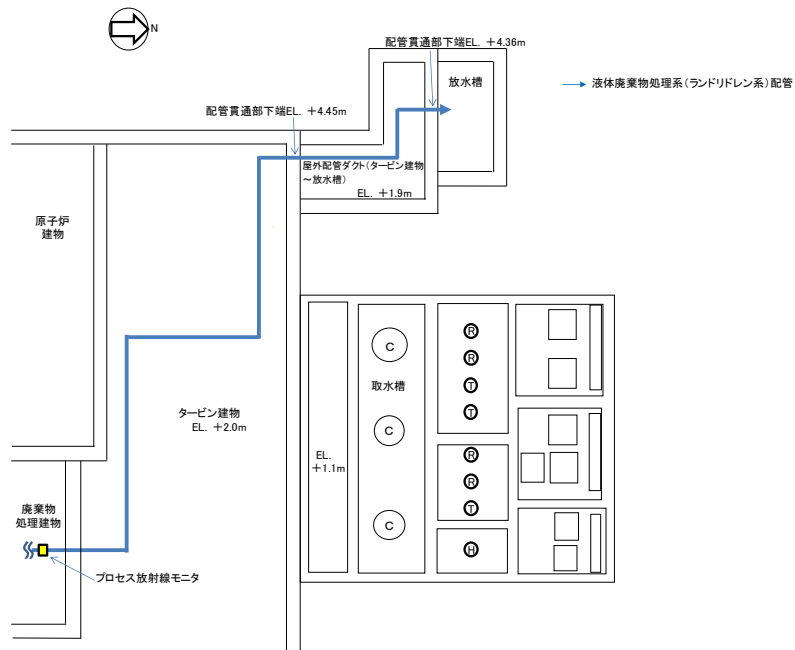 N
配管貫通部下端EL. +4.36m
放水槽
液体廃棄物処理系(ランドリドレン系)配管
配管貫通部下端EL. +4.45m
屋外配管ダクト(タービン建物
~放水槽)
EL. +1.9m
原子炉
建物
C
取水槽
C
C
R
R
T
T
R
R
T
H
タービン建物
EL. +2.0m
EL.
+1.1m
廃棄物
処理建物
プロセス放射線モニタ